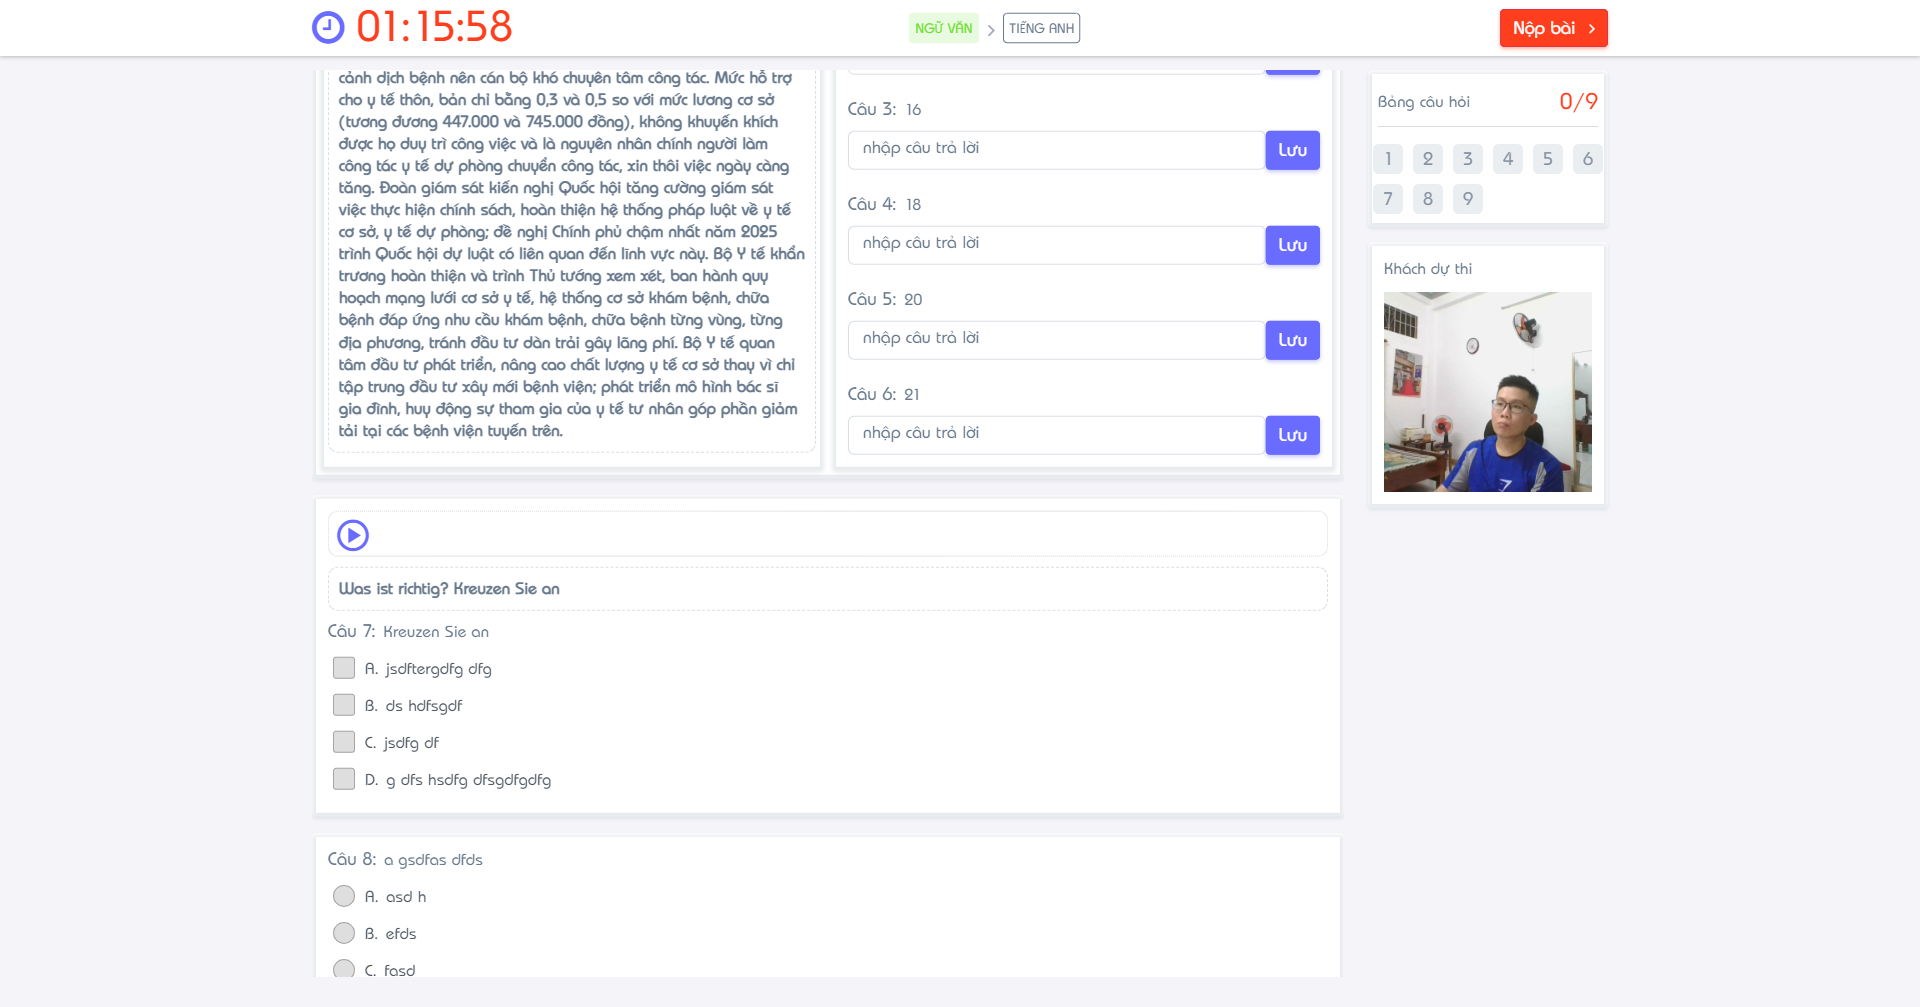 01:15:58
NGỮ VĂN
TIẾNG ANH
Nộp bài
cảnh dịch bệnh nên cán bộ khó chuyên tâm công tác. Mức hỗ trợ
cho y tế thôn, bản chỉ bằng 0,3 và 0,5 so với mức lương cơ sở
(tương đương 447.000 và 745.000 đồng), không khuyến khích
được họ duy trì công việc và là nguyên nhân chính người làm
công tác y tế dự phòng chuyển công tác, xin thôi việc ngày càng
tăng. Đoàn giám sát kiến nghị Quốc hội tăng cường giám sát
việc thực hiện chính sách, hoàn thiện hệ thống pháp luật về y tế
cơ sở, y tế dự phòng; đề nghị Chính phủ chậm nhất năm 2025
trình Quốc hội dự luật có liên quan đến lĩnh vực này. Bộ Y tế khẩn
trương hoàn thiện và trình Thủ tướng xem xét, ban hành quy
hoạch mạng lưới cơ sở y tế, hệ thống cơ sở khám bệnh, chữa
bệnh đáp ứng nhu cầu khám bệnh, chữa bệnh từng vùng, từng
địa phương, tránh đầu tư dàn trải gây lãng phí. Bộ Y tế quan
tâm đầu tư phát triển, nâng cao chất lượng y tế cơ sở thay vì chỉ
tập trung đầu tư xây mới bệnh viện; phát triển mô hình bác sĩ
gia đình, huy động sự tham gia của y tế tư nhân góp phần giảm
tải tại các bệnh viện tuyến trên.
Câu 3: 16
nhập câu trả lời
Lưu
Câu 4: 18
nhập câu trả lời
Lưu
Câu 5: 20
nhập câu trả lời
Lưu
Câu 6: 21
nhập câu trả lời
Lưu
Was ist richtig? Kreuzen Sie an
Câu 7: Kreuzen Sie an
A. jsdftergdfg dfg
B. ds hdfsgdf
C. jsdfg df
D. g dfs hsdfg dfsgdfgdfg
Câu 8: a gsdfas dfds
A. asd h
B. efds
C. fasd
Bảng câu hỏi
0/9
1 2 3 4 5 6
7 8 9
Khách dự thi